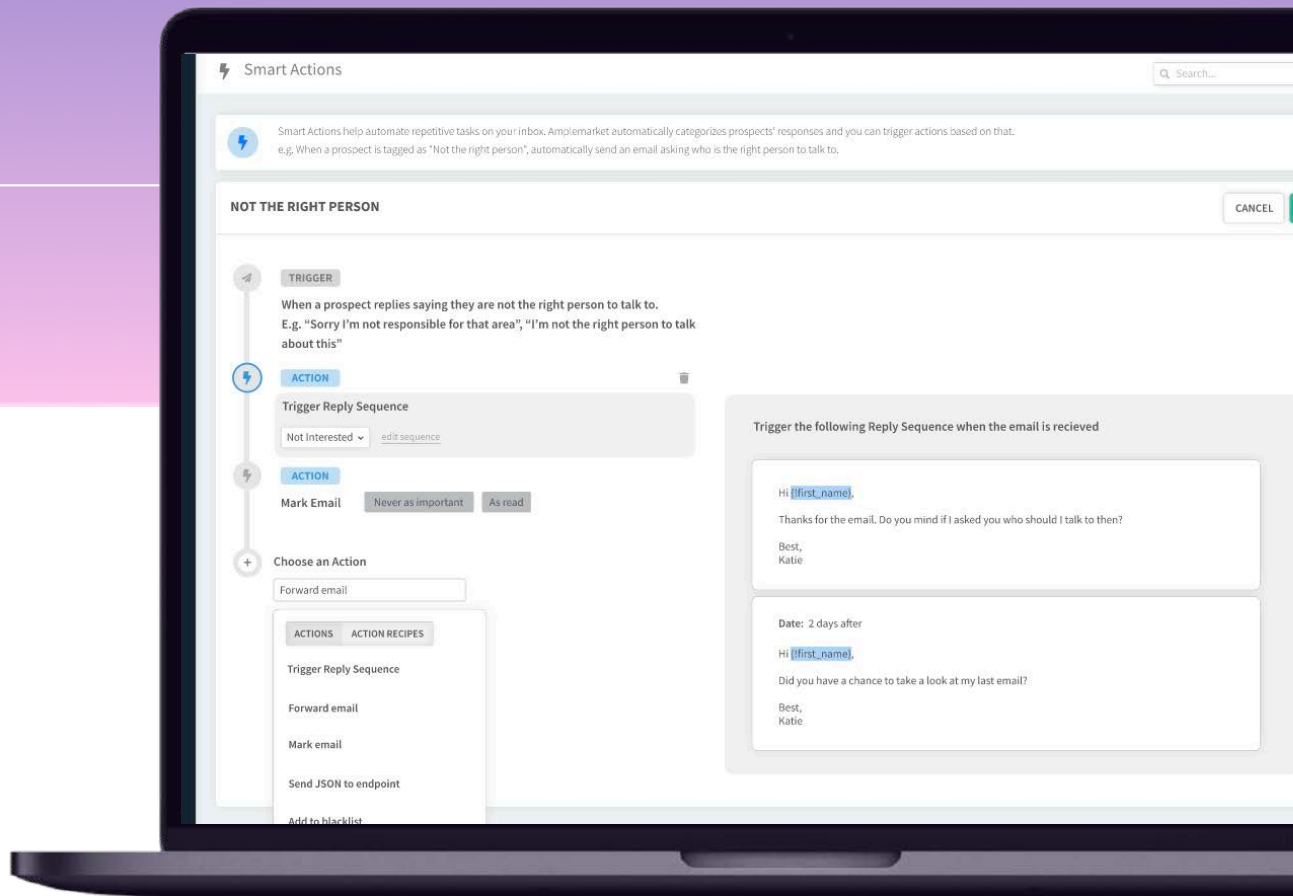 Smart Actions
Search...
Smart Actions help automate repetitive tasks on your inbox. Amplemarket automatically categorizes prospects' responses and you can trigger actions based on that.
e.g. When a prospect is tagged as "Not the right person", automatically send an email asking who is the right person to talk to.
NOT THE RIGHT PERSON
CANCEL
TRIGGER
When a prospect replies saying they are not the right person to talk to.
E.g. “Sorry I’m not responsible for that area”, “I’m not the right person to talk
about this”
ACTION
Trigger Reply Sequence
Not Interested
edit sequence
ACTION
Mark Email Never as important As read
Choose an Action
Forward email
ACTIONS ACTION RECIPES
Trigger Reply Sequence
Forward email
Mark email
Send JSON to endpoint
Add to blacklist
Trigger the following Reply Sequence when the email is recieved
Hi {!first_name},
Thanks for the email. Do you mind if I asked you who should I talk to then?
Best,
Katie
Date: 2 days after
Hi {!first_name},
Did you have a chance to take a look at my last email?
Best,
Katie